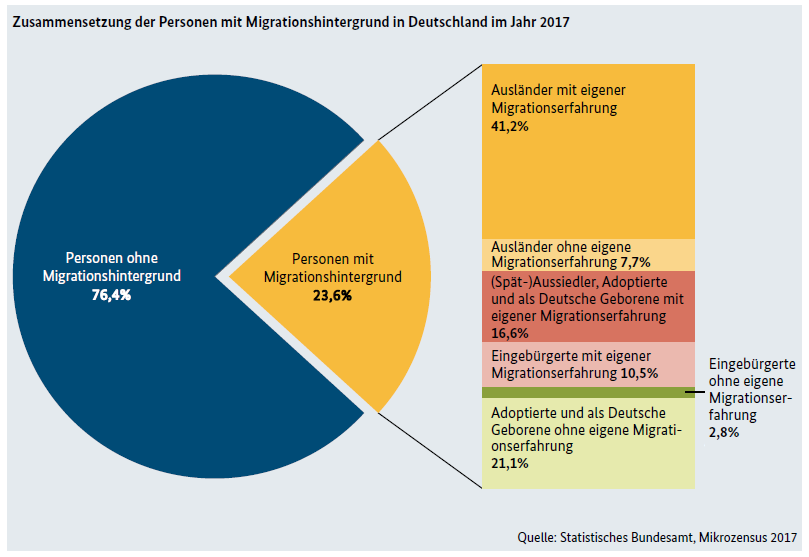 Zusammensetzung der Personen mit Migrationshintergrund in Deutschland im Jahr 2017
Personen ohne
Migrationshintergrund
76,4%
Personen mit
Migrationshintergrund
23,6%
Ausländer mit eigener
Migrationserfahrung
41,2%
Ausländer ohne eigene
Migrationserfahrung 7,7%
(Spät-)Aussiedler, Adoptierte
und als Deutsche Geborene mit
eigener Migrationserfahrung
16,6%
Eingebürgerte mit eigener
Migrationserfahrung 10,5%
Eingebürgerte
ohne eigene
Migrationser-
fahrung
2,8%
Adoptierte und als Deutsche
Geborene ohne eigene Migrati-
onserfahrung
21,1%
Quelle: Statistisches Bundesamt, Mikrozensus 2017